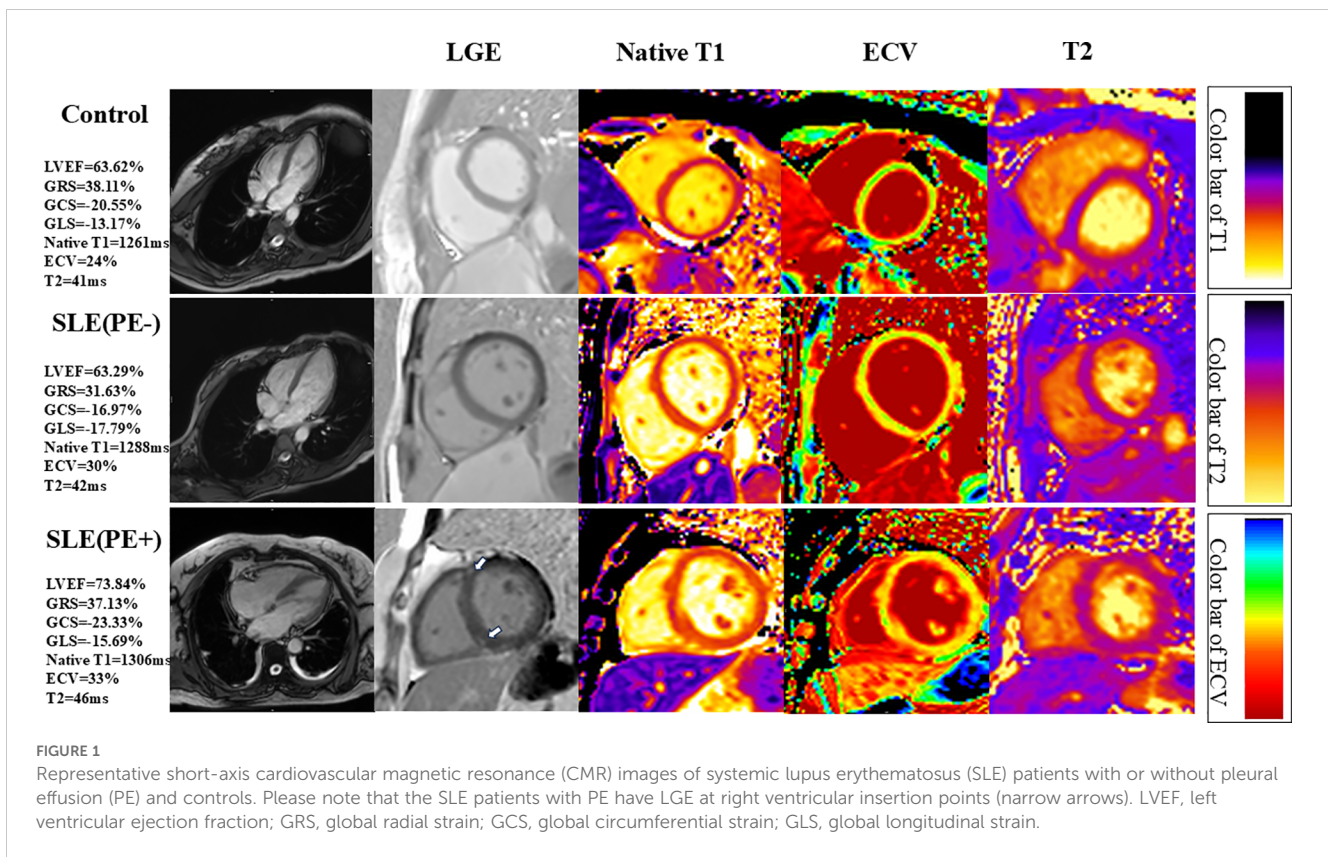 LGE Native T1 ECV T2
Control
LVEF=63.62%
GRS=38.11%
GCS=-20.55%
GLS=-13.17%
Native T1=1261ms
ECV=24%
T2=41ms
SLE(PE-)
LVEF=63.29%
GRS=31.63%
GCS=-16.97%
GLS=-17.79%
Native T1=1288ms
ECV=30%
T2=42ms
SLE(PE+)
LVEF=73.84%
GRS=37.13%
GCS=-23.33%
GLS=-15.69%
Native T1=1306ms
ECV=33%
T2=46ms
Color bar of T1
Color bar of T2
Color bar of ECV
FIGURE 1
Representative short-axis cardiovascular magnetic resonance (CMR) images of systemic lupus erythematosus (SLE) patients with or without pleural
effusion (PE) and controls. Please note that the SLE patients with PE have LGE at right ventricular insertion points (narrow arrows). LVEF, left
ventricular ejection fraction; GRS, global radial strain; GCS, global circumferential strain; GLS, global longitudinal strain.